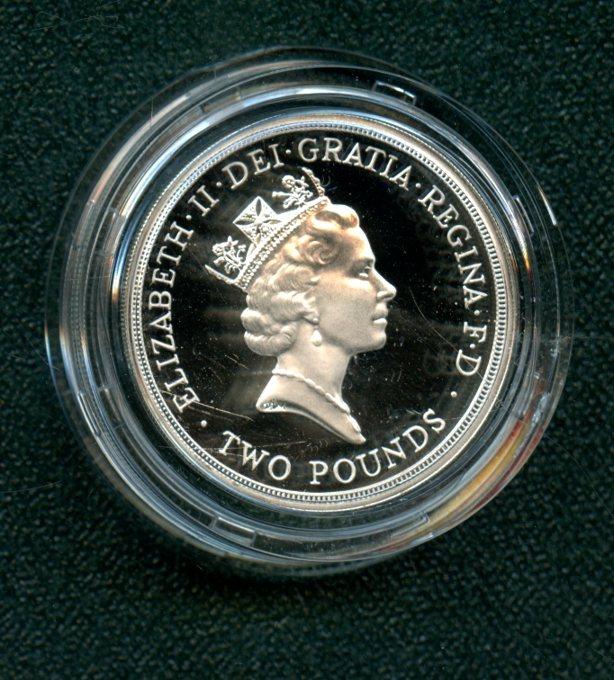 · ELIZABETH · II · DEI · GRATIA · REGINA · F · D ·
TWO POUNDS